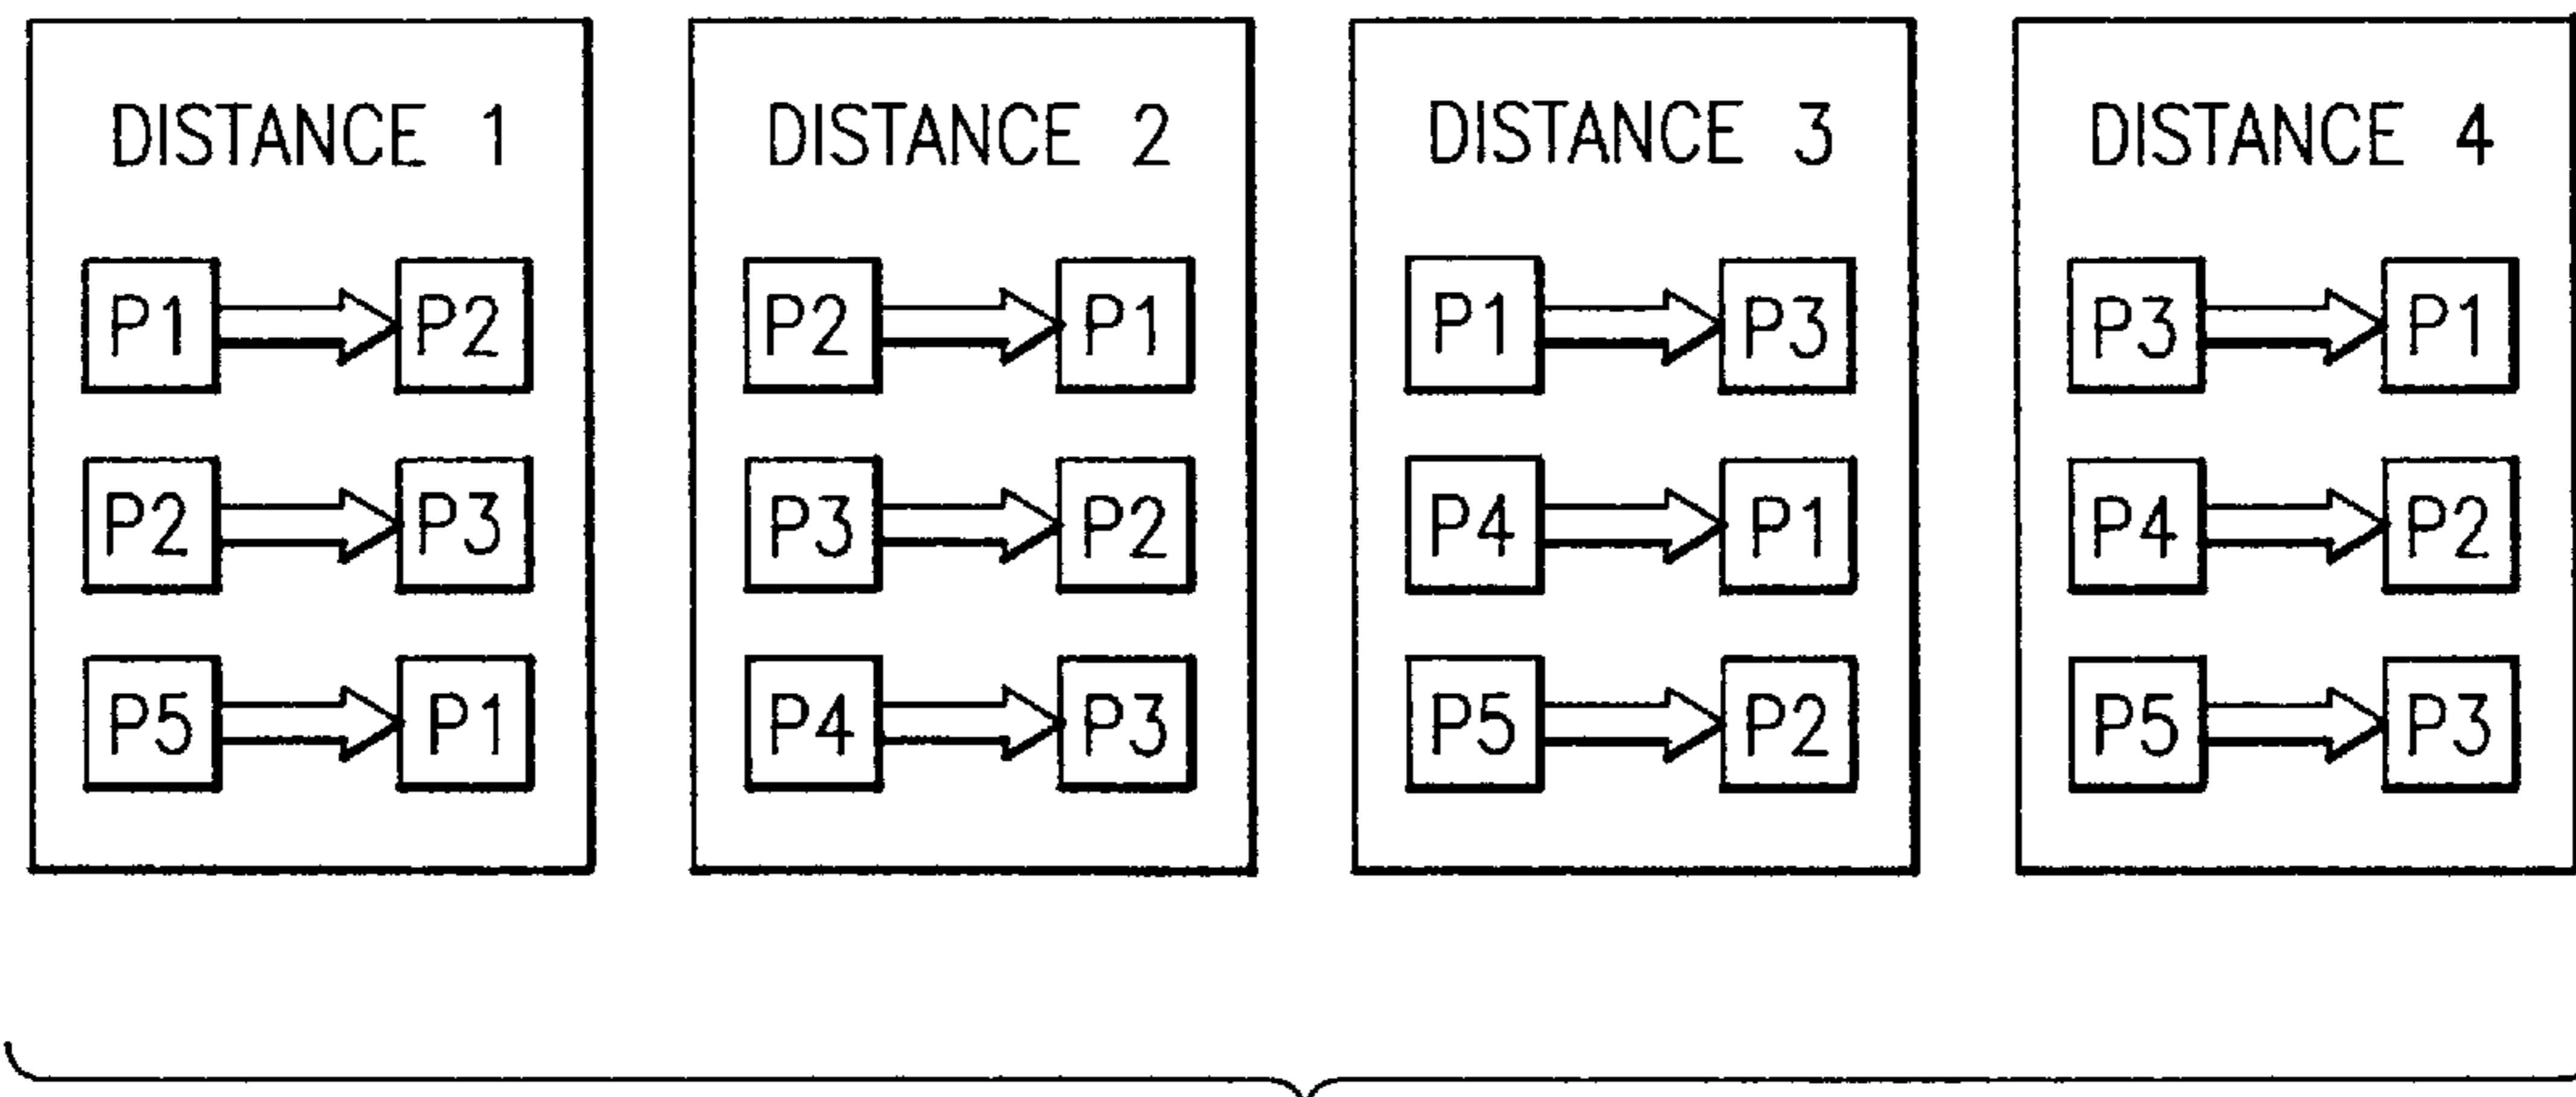 DISTANCE 1
P1 P2
P2 P3
P5 P1
DISTANCE 2
P2 P1
P3 P2
P4 P3
DISTANCE 3
P1 P3
P4 P1
P5 P2
DISTANCE 4
P3 P1
P4 P2
P5 P3